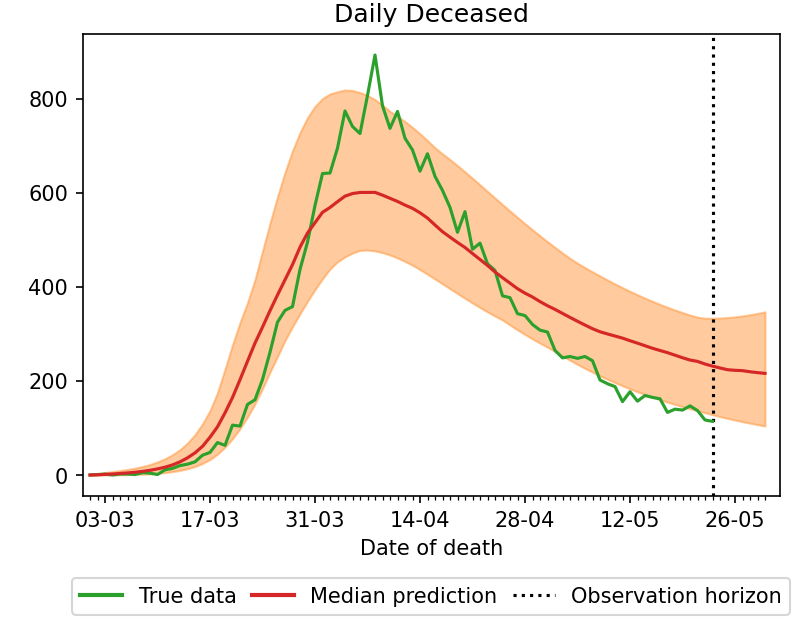 Daily Deceased
800
600
400
200
0
03-03 17-03 31-03 14-04 28-04 12-05 26-05
Date of death
True data Median prediction Observation horizon